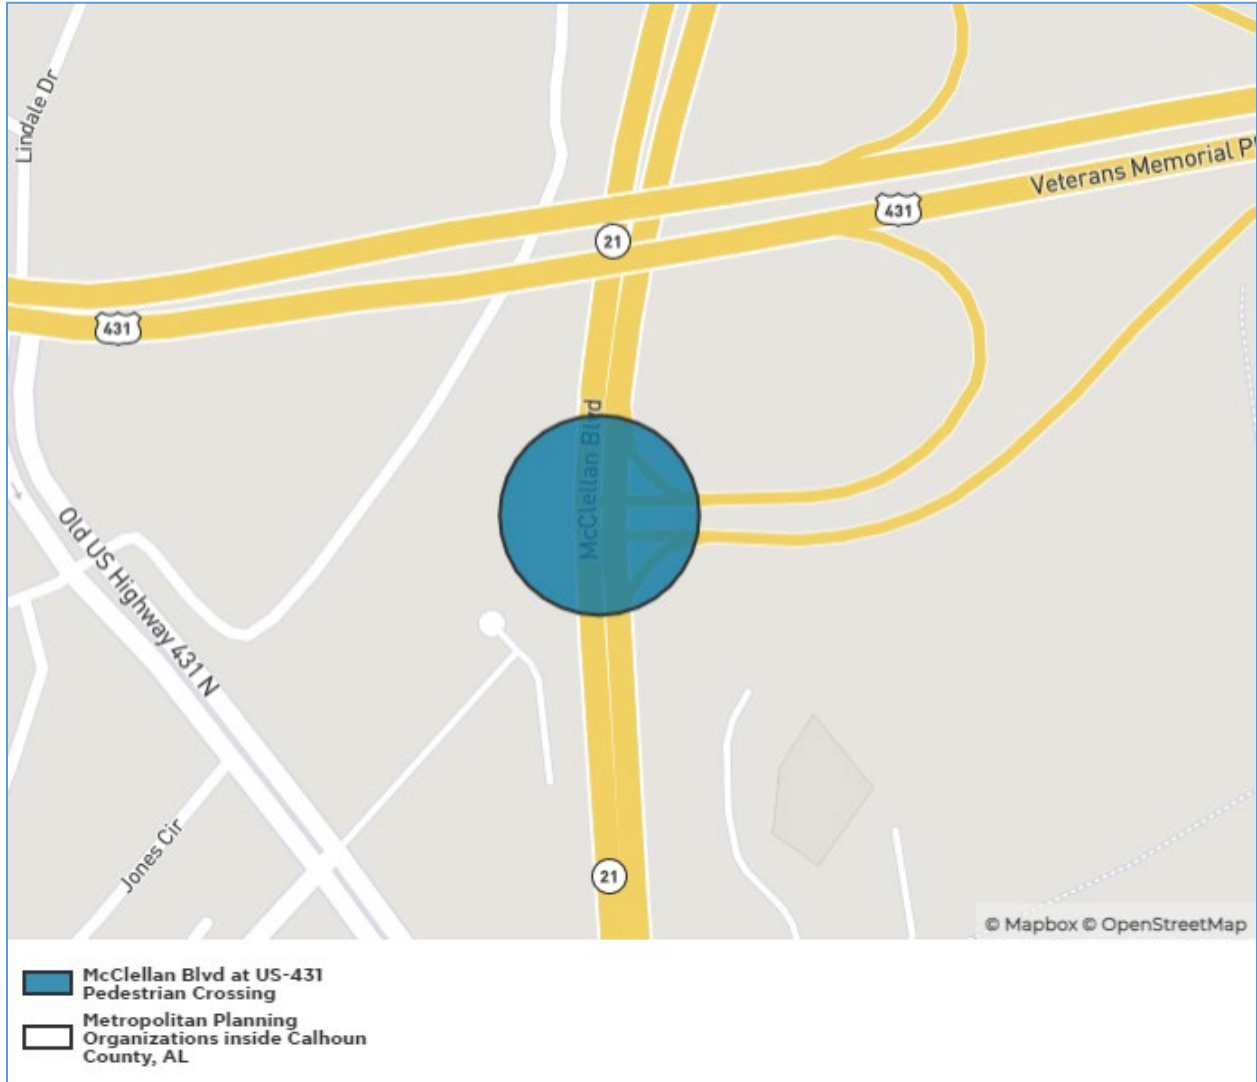 Lindale Dr
Veterans Memorial P
431
21
431
McClellan Blvd
Old US Highway 431 N
Jones Cir
21
© Mapbox © OpenStreetMap
McClellan Blvd at US-431
Pedestrian Crossing
Metropolitan Planning
Organizations inside Calhoun
County, AL